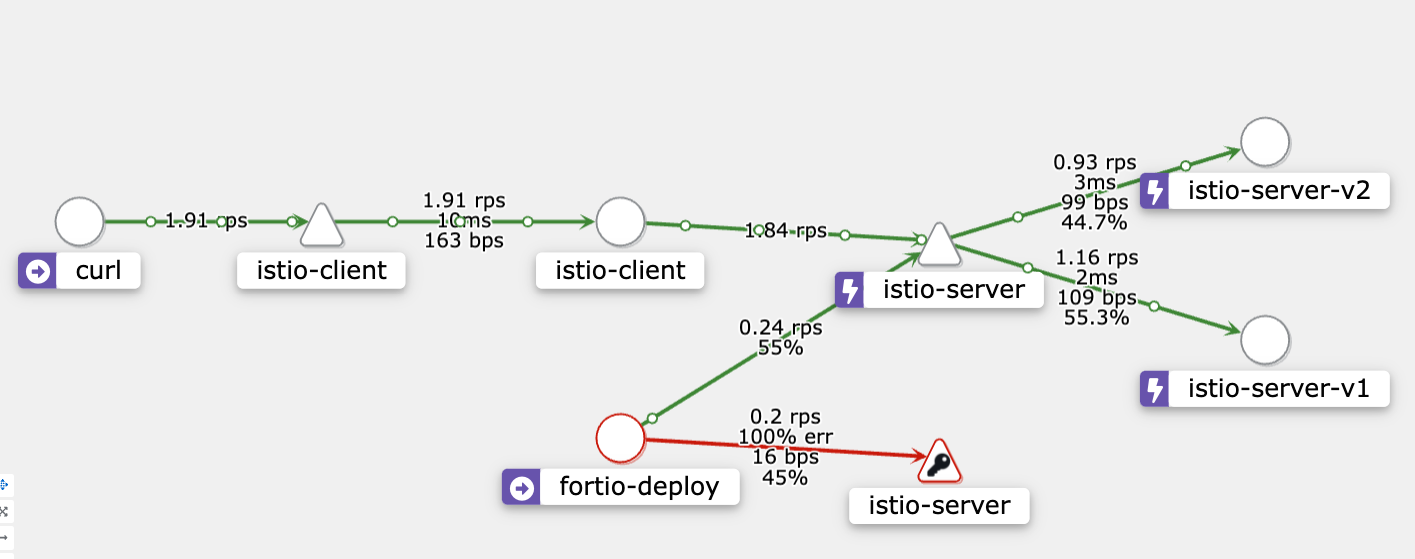 1.91 rps
curl
istio-client
1.91 rps
10ms
163 bps
istio-client
1.84 rps
istio-server
0.93 rps
3ms
99 bps
44.7%
istio-server-v2
1.16 rps
2ms
109 bps
55.3%
istio-server-v1
0.24 rps
55%
fortio-deploy
0.2 rps
100% err
16 bps
45%
istio-server